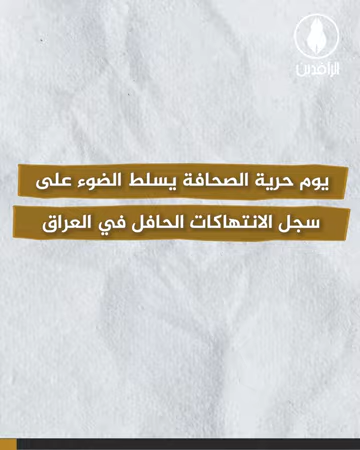 الرافدين
يوم حرية الصحافة يسلط الضوء على
سجل الانتهاكات الحافل في العراق